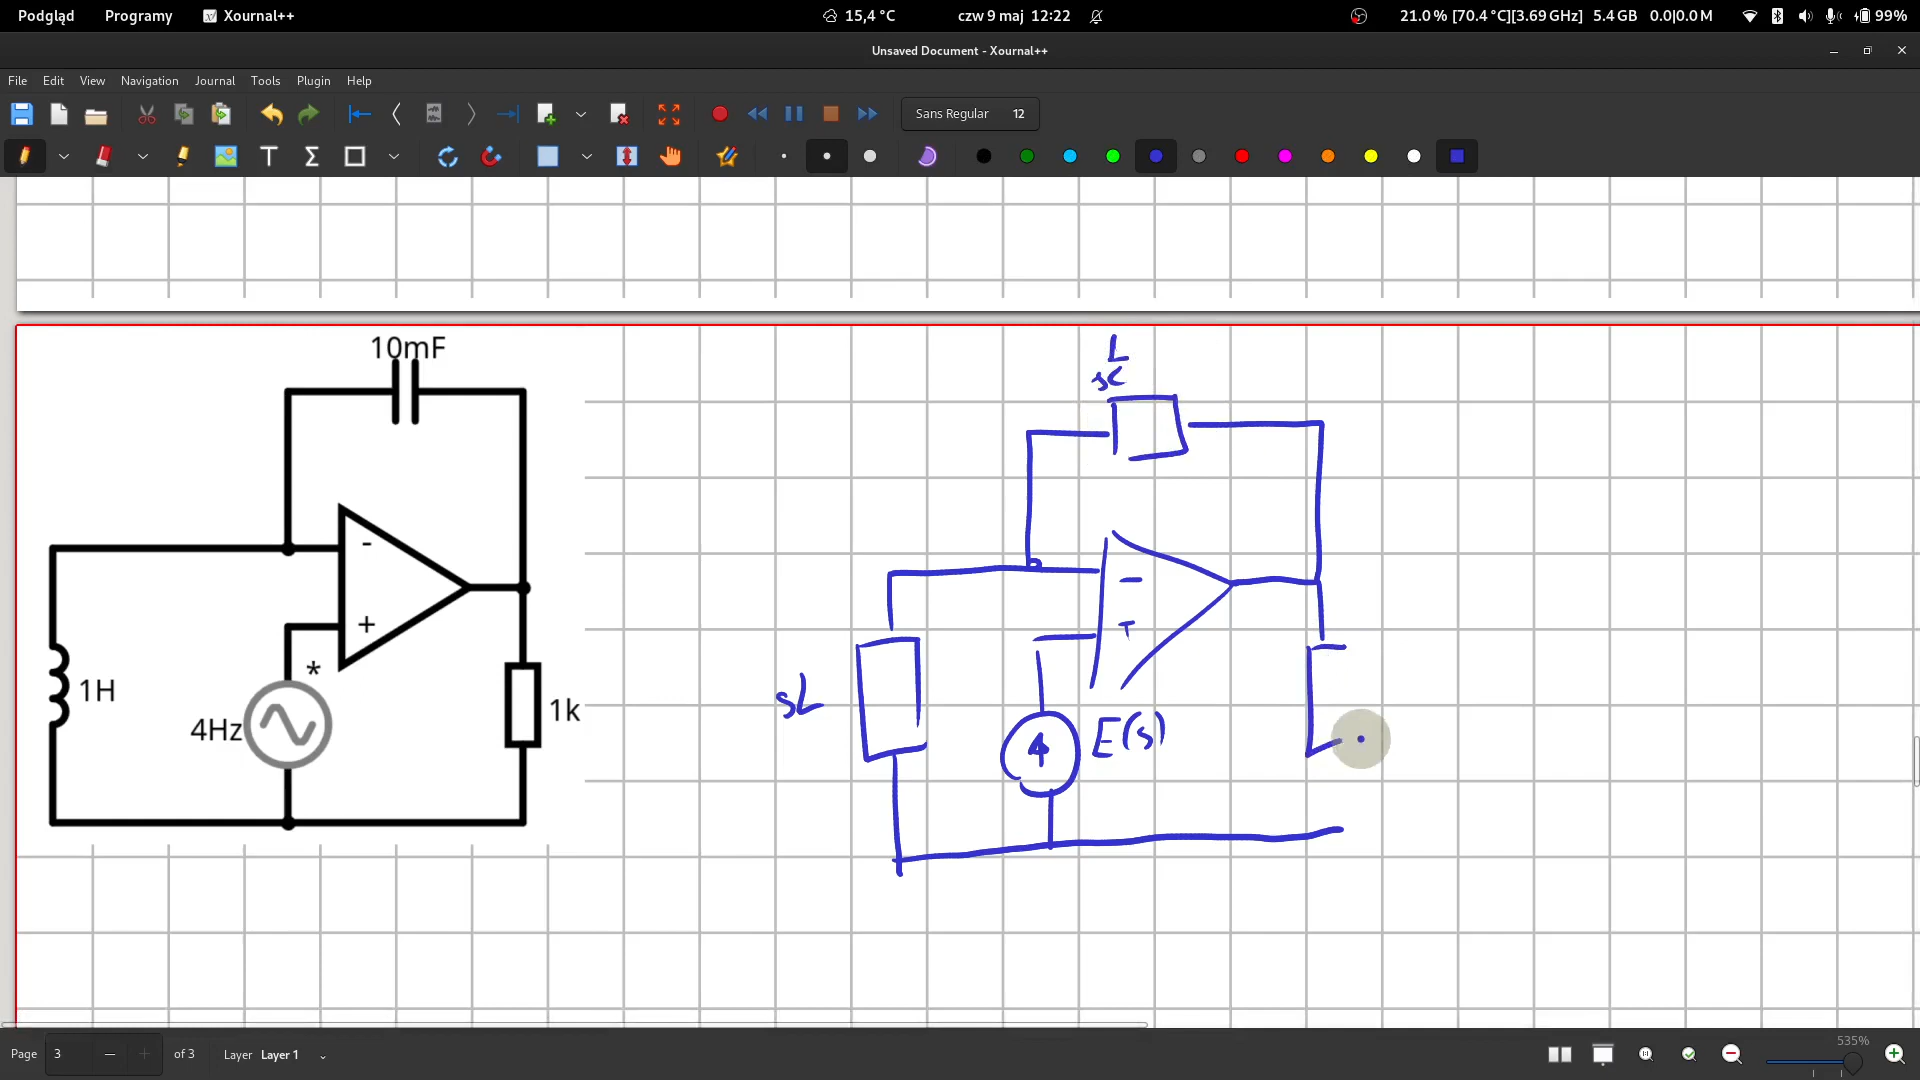 Podgląd Programy Xournal++ 15,4 °C czw 9 maj 12:22 21.0 % [70.4 °C][3.69 GHz] 5.4 GB 0.0|0.0 M 99%
Unsaved Document - Xournal++
File Edit View Navigation Journal Tools Plugin Help
Sans Regular 12
T Σ
10mF
1
sC
-
+
*
1H
4Hz
1k
−
+
sL
E(s)
Page 3 of 3 Layer Layer 1 535%